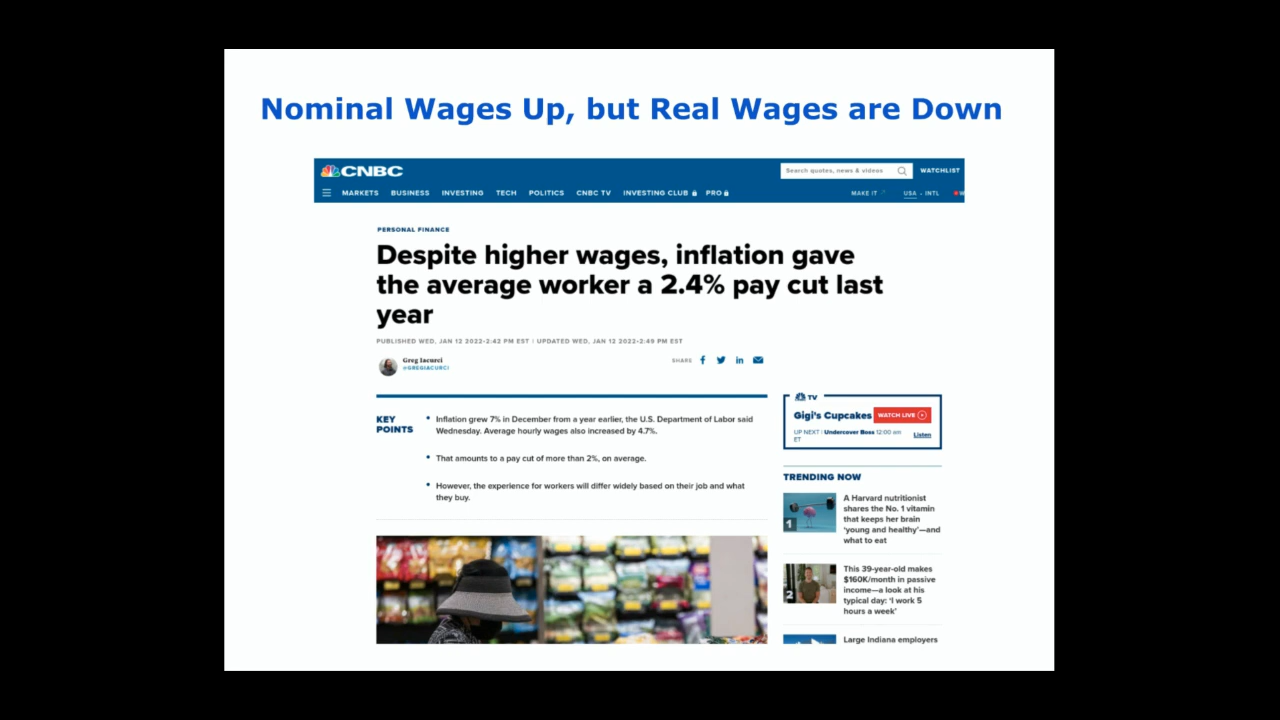 Nominal Wages Up, but Real Wages are Down
CNBC
Search quotes, news & videos
WATCHLIST
MARKETS BUSINESS INVESTING TECH POLITICS CNBC TV INVESTING CLUB PRO
MAKE IT USA • INTL
PERSONAL FINANCE
Despite higher wages, inflation gave
the average worker a 2.4% pay cut last
year
PUBLISHED WED, JAN 12 2022•2:42 PM EST | UPDATED WED, JAN 12 2022•2:49 PM EST
Greg Iacurci
@GREGIACURCI
SHARE
KEY
POINTS
• Inflation grew 7% in December from a year earlier, the U.S. Department of Labor said
Wednesday. Average hourly wages also increased by 4.7%.
• That amounts to a pay cut of more than 2%, on average.
• However, the experience for workers will differ widely based on their job and what
they buy.
TV
Gigi's Cupcakes WATCH LIVE
UP NEXT | Undercover Boss 12:00 am
ET
Listen
TRENDING NOW
1
A Harvard nutritionist
shares the No. 1 vitamin
that keeps her brain
'young and healthy'—and
what to eat
2
This 39-year-old makes
$160K/month in passive
income—a look at his
typical day: 'I work 5
hours a week'
Large Indiana employers